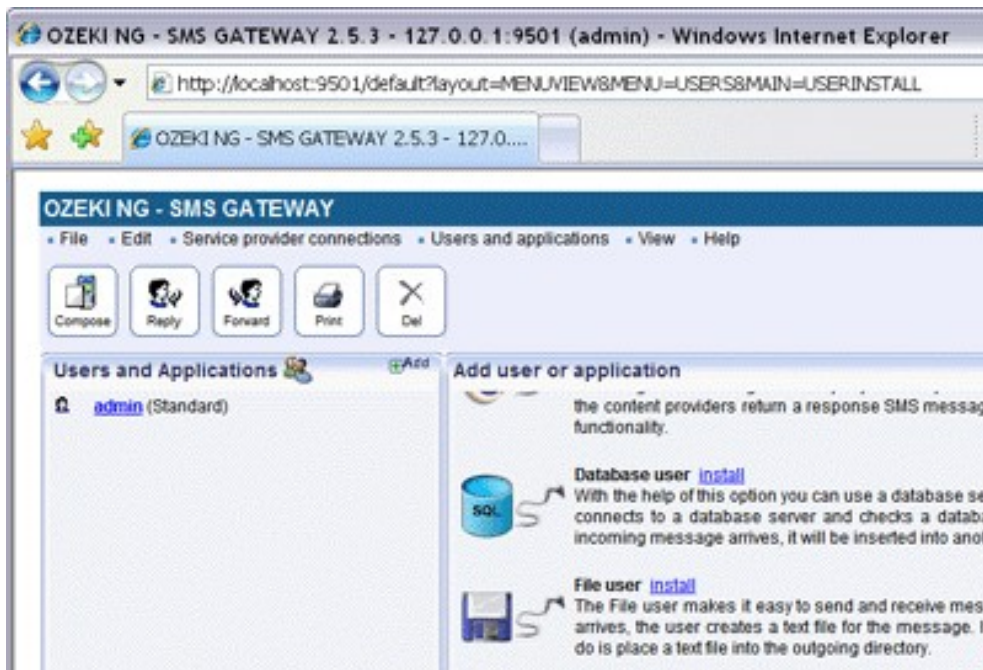 OZEKI NG - SMS GATEWAY 2.5.3 - 127.0.0.1:9501 (admin) - Windows Internet Explorer
http://localhost:9501/default?layout=MENUVIEW&MENU=USERS&MAIN=USERINSTALL
OZEKI NG - SMS GATEWAY 2.5.3 - 127.0....
OZEKI NG - SMS GATEWAY
File Edit Service provider connections Users and applications View Help
Compose Reply Forward Print Del
Users and Applications Add
admin (Standard)
Add user or application
the content providers return a response SMS messag
functionality.
Database user install
SQL
With the help of this option you can use a database se
connects to a database server and checks a databa
incoming message arrives, it will be inserted into anot
File user install
The File user makes it easy to send and receive mes
arrives, the user creates a text file for the message. I
do is place a text file into the outgoing directory.